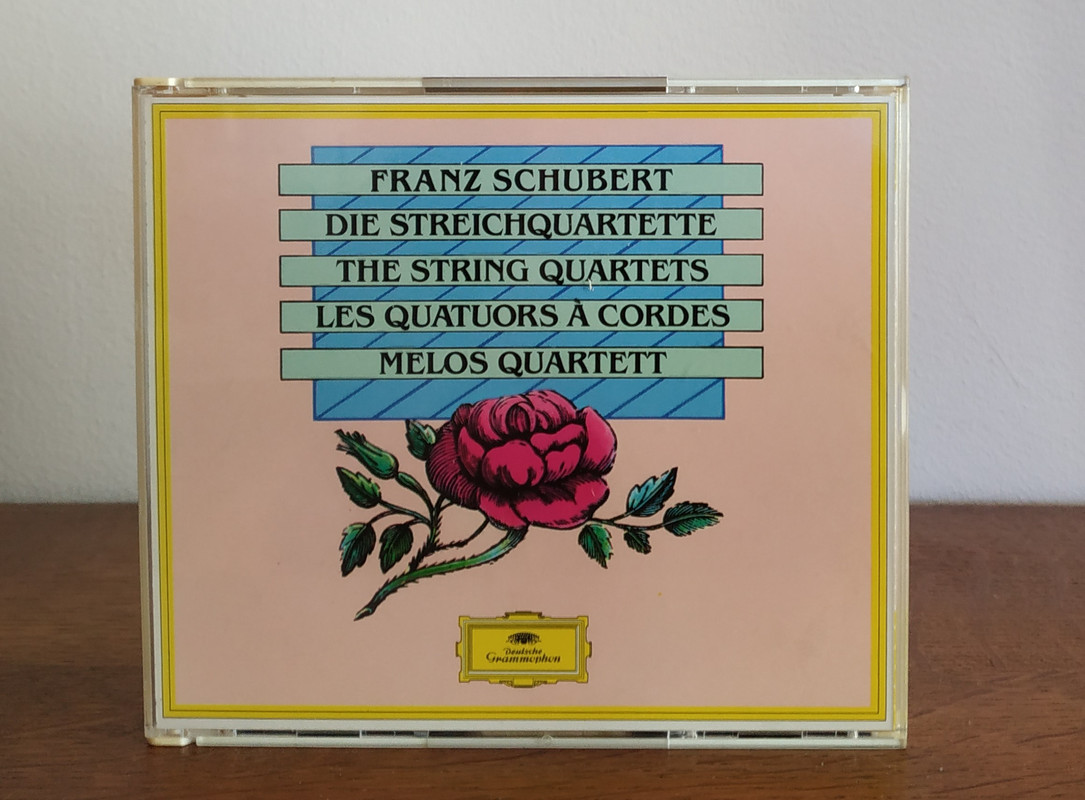 FRANZ SCHUBERT
DIE STREICHQUARTETTE
THE STRING QUARTETS
LES QUATUORS À CORDES
MELOS QUARTETT
Deutsche
Grammophon